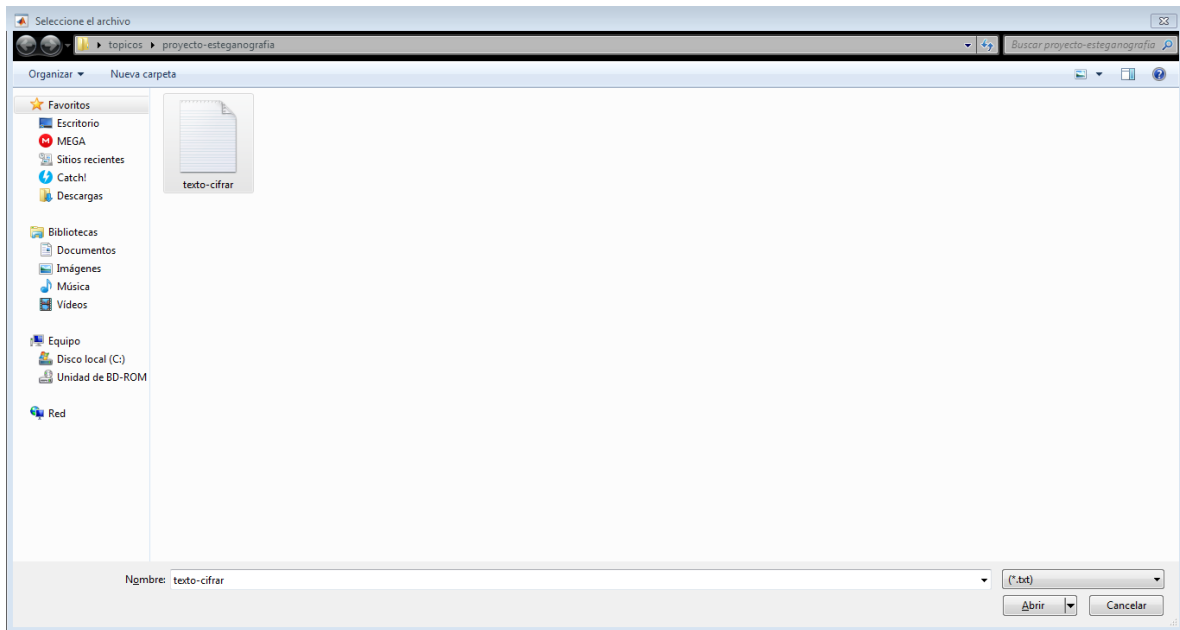 Seleccione el archivo
topicos proyecto-esteganografia
Buscar proyecto-esteganografia
Organizar
Nueva carpeta
Favoritos
Escritorio
MEGA
Sitios recientes
Catch!
Descargas
Bibliotecas
Documentos
Imágenes
Música
Vídeos
Equipo
Disco local (C:)
Unidad de BD-ROM
Red
texto-cifrar
Nombre: texto-cifrar
(*.txt)
Abrir
Cancelar